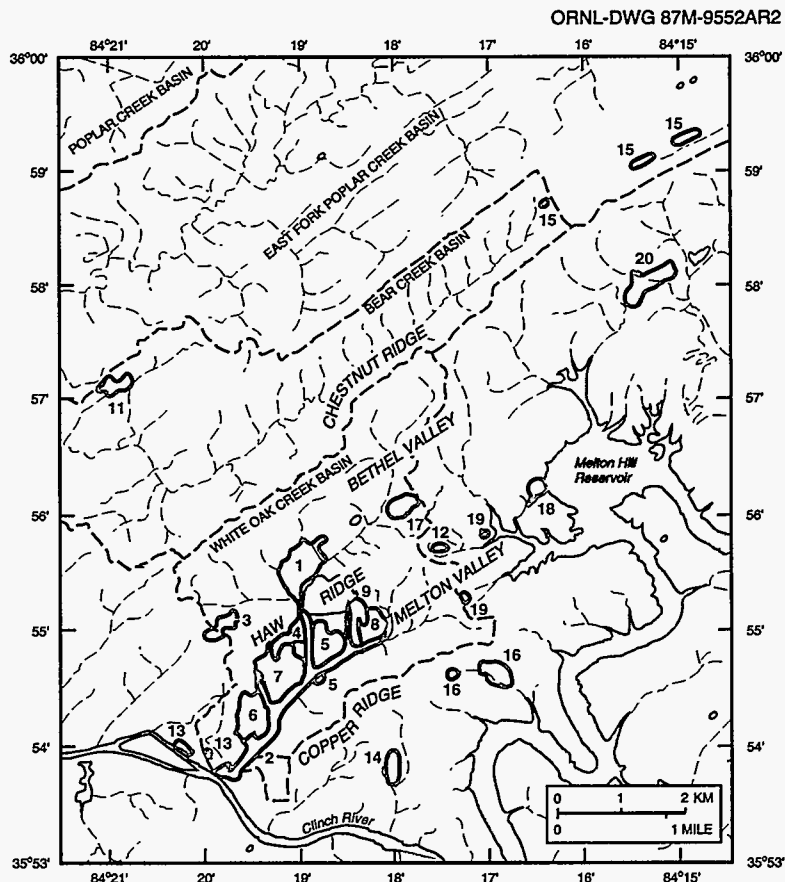 ORNL-DWG 87M-9552AR2
84°21' 20' 19' 18' 17' 16' 84°15'
36°00' 36°00'
POPLAR CREEK BASIN
15
15
59' 59'
EAST FORK POPLAR CREEK BASIN
15
BEAR CREEK BASIN
20
58' 58'
CHESTNUT RIDGE
11
57' 57'
BETHEL VALLEY
WHITE OAK CREEK BASIN
Melton Hill
Reservoir
18
56' 56'
17 12 19
1
RIDGE
MELTON VALLEY
9
19
3
HAW
8
55' 55'
4
5
16
7
5
16
RIDGE
6
COPPER
13
13
54' 54'
2
14
0 1 2 KM
0 1 MILE
Clinch River
35°53' 35°53'
84°21' 20' 19' 18' 17' 16' 84°15'